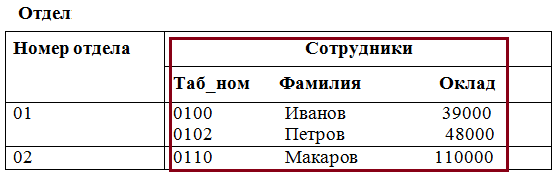 Отдел
Номер отдела Сотрудники
Таб_ном Фамилия Оклад
01 0100 Иванов 39000
0102 Петров 48000
02 0110 Макаров 110000